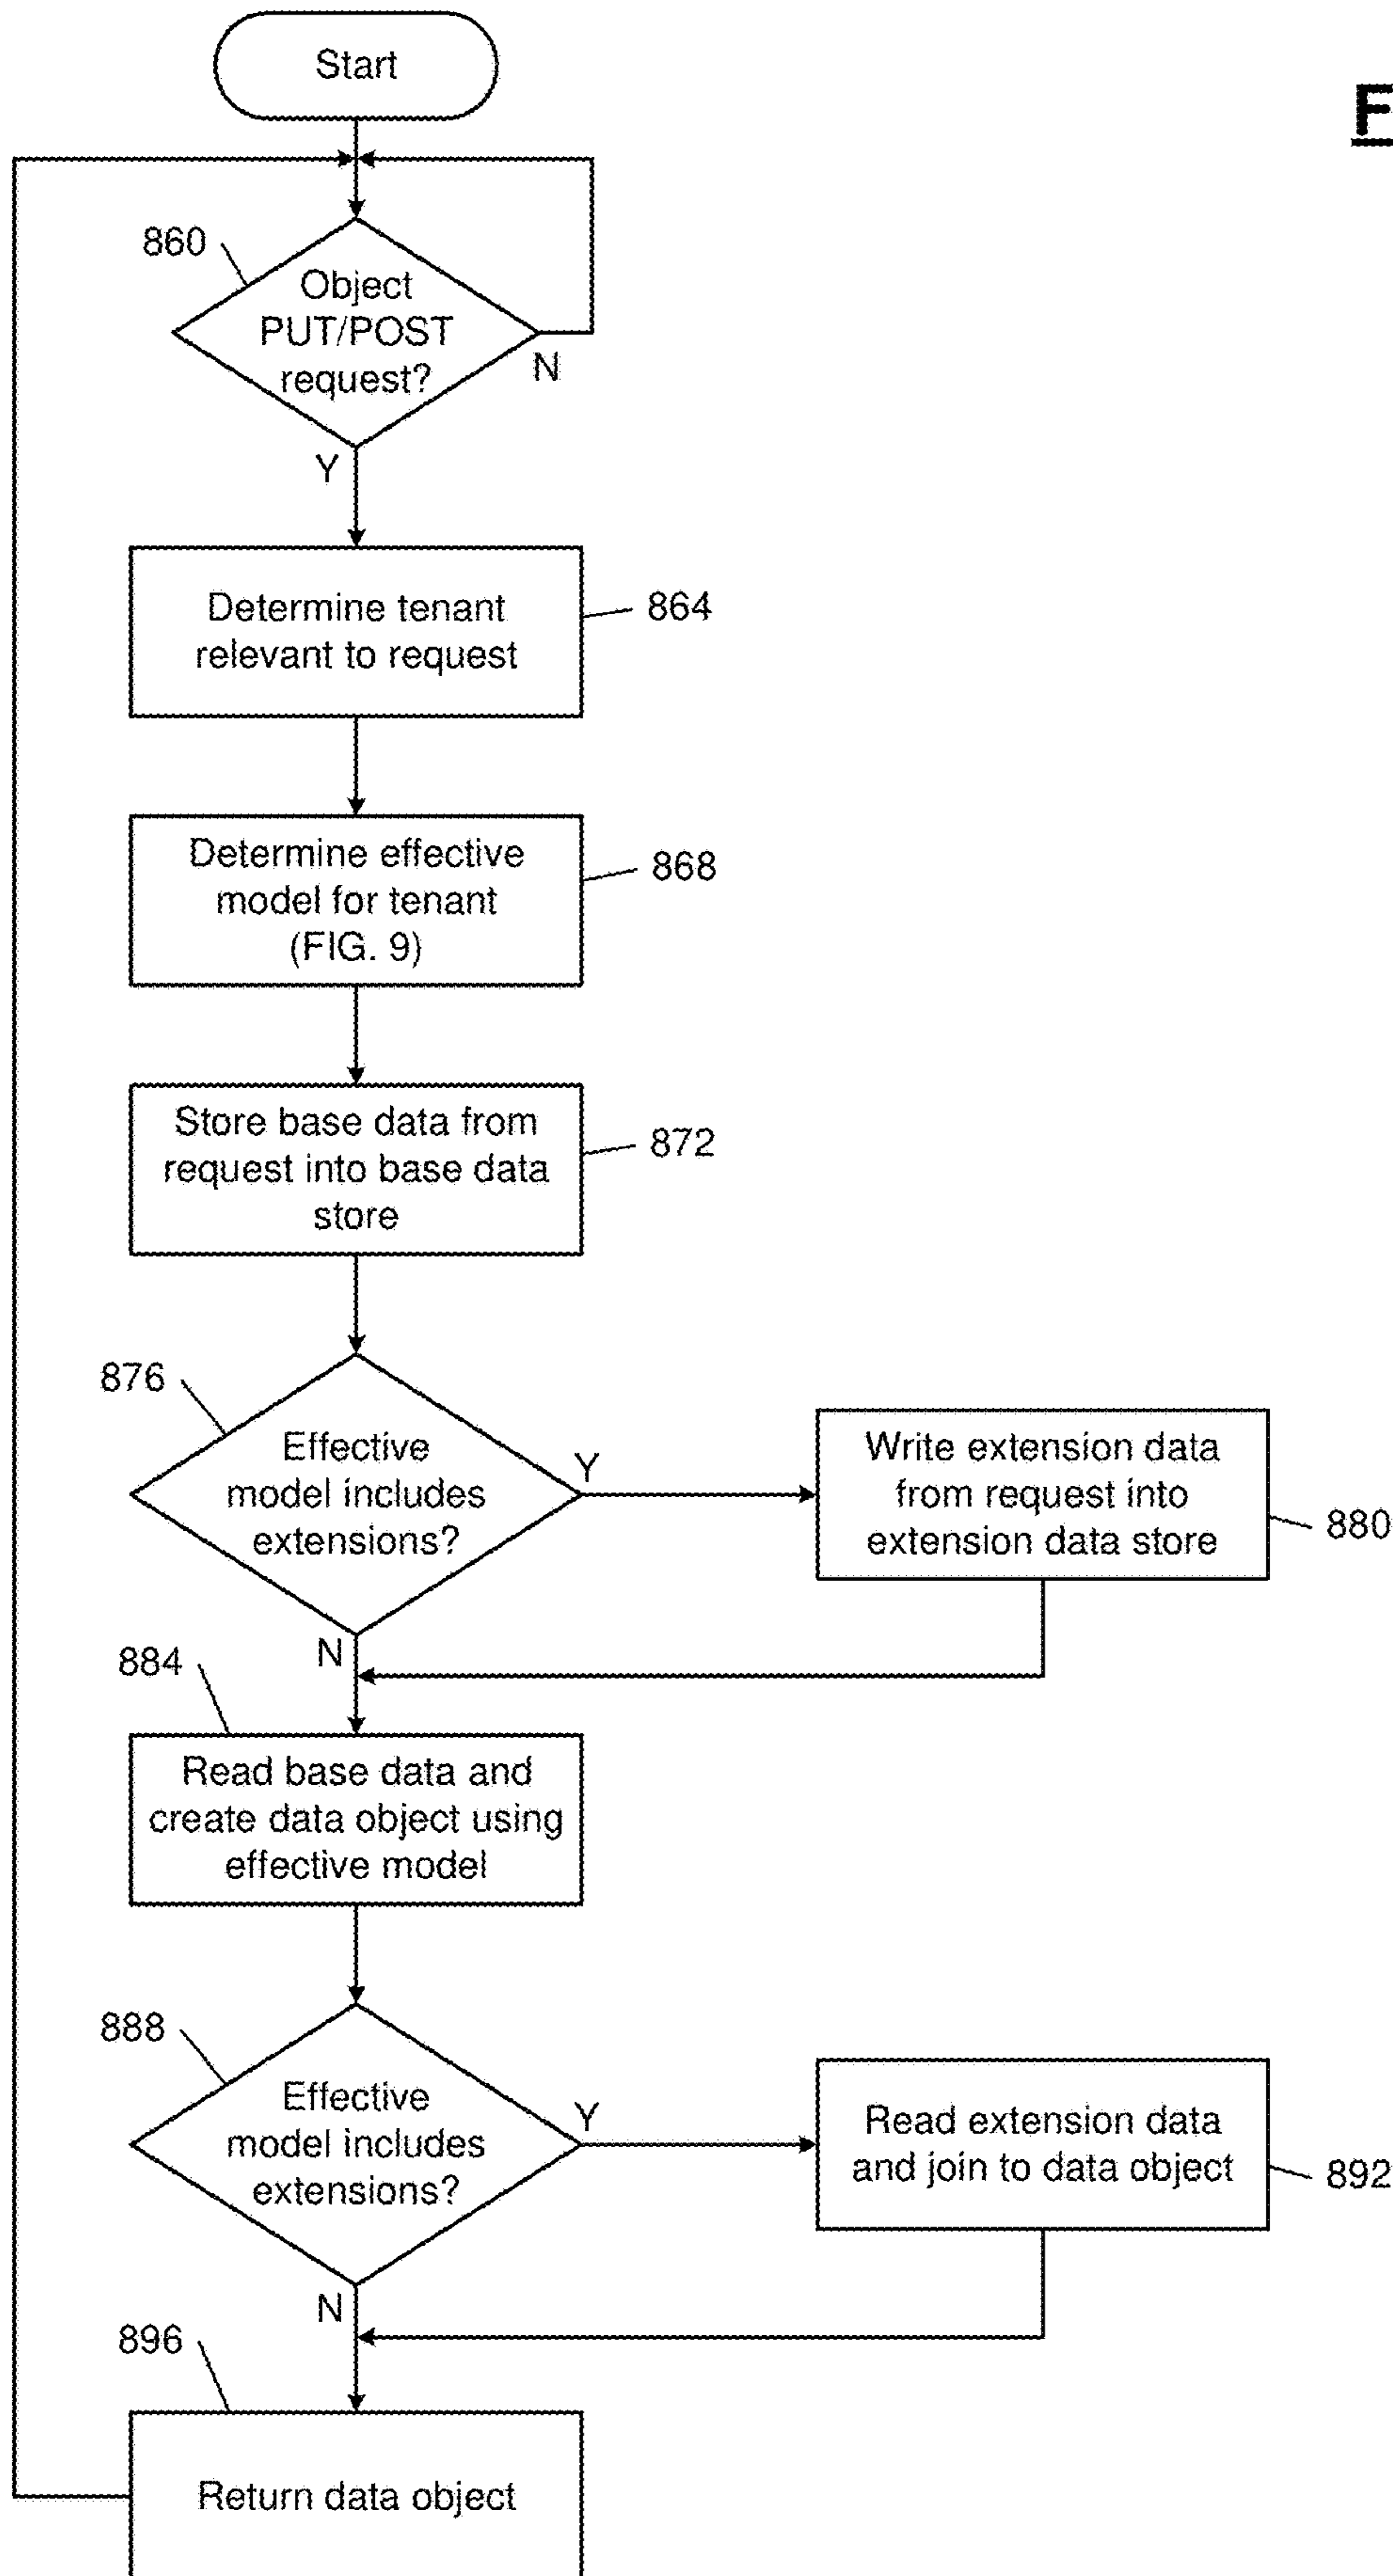 Start
F
860
Object
PUT/POST
request?
N
Y
Determine tenant
relevant to request
864
Determine effective
model for tenant
(FIG. 9)
868
Store base data from
request into base data
store
872
876
Effective
model includes
extensions?
Y
N
Write extension data
from request into
extension data store
880
884
Read base data and
create data object using
effective model
888
Effective
model includes
extensions?
Y
N
Read extension data
and join to data object
892
896
Return data object